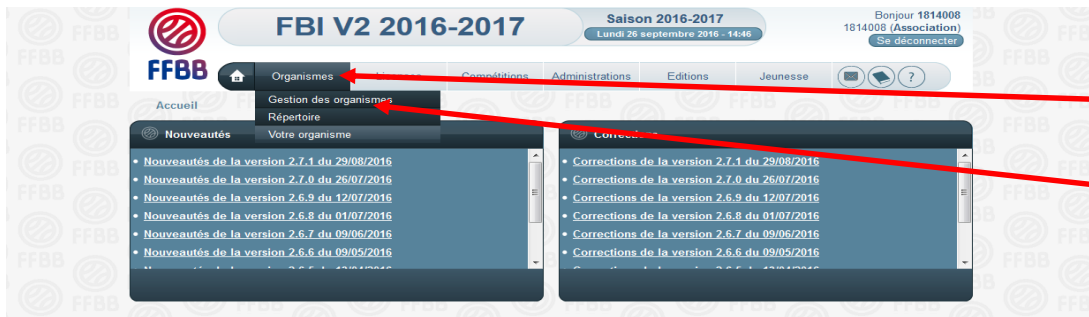 FBI V2 2016-2017
Saison 2016-2017
Lundi 26 septembre 2016 - 14:46
Bonjour 1814008
1814008 (Association)
Se déconnecter
FFBB
Organismes
Compétitions
Administrations
Editions
Jeunesse
?
Accueil
Gestion des organismes
Répertoire
Votre organisme
Nouveautés
• Nouveautés de la version 2.7.1 du 29/08/2016
• Nouveautés de la version 2.7.0 du 26/07/2016
• Nouveautés de la version 2.6.9 du 12/07/2016
• Nouveautés de la version 2.6.8 du 01/07/2016
• Nouveautés de la version 2.6.7 du 09/06/2016
• Nouveautés de la version 2.6.6 du 09/05/2016
Corrections
• Corrections de la version 2.7.1 du 29/08/2016
• Corrections de la version 2.7.0 du 26/07/2016
• Corrections de la version 2.6.9 du 12/07/2016
• Corrections de la version 2.6.8 du 01/07/2016
• Corrections de la version 2.6.7 du 09/06/2016
• Corrections de la version 2.6.6 du 09/05/2016